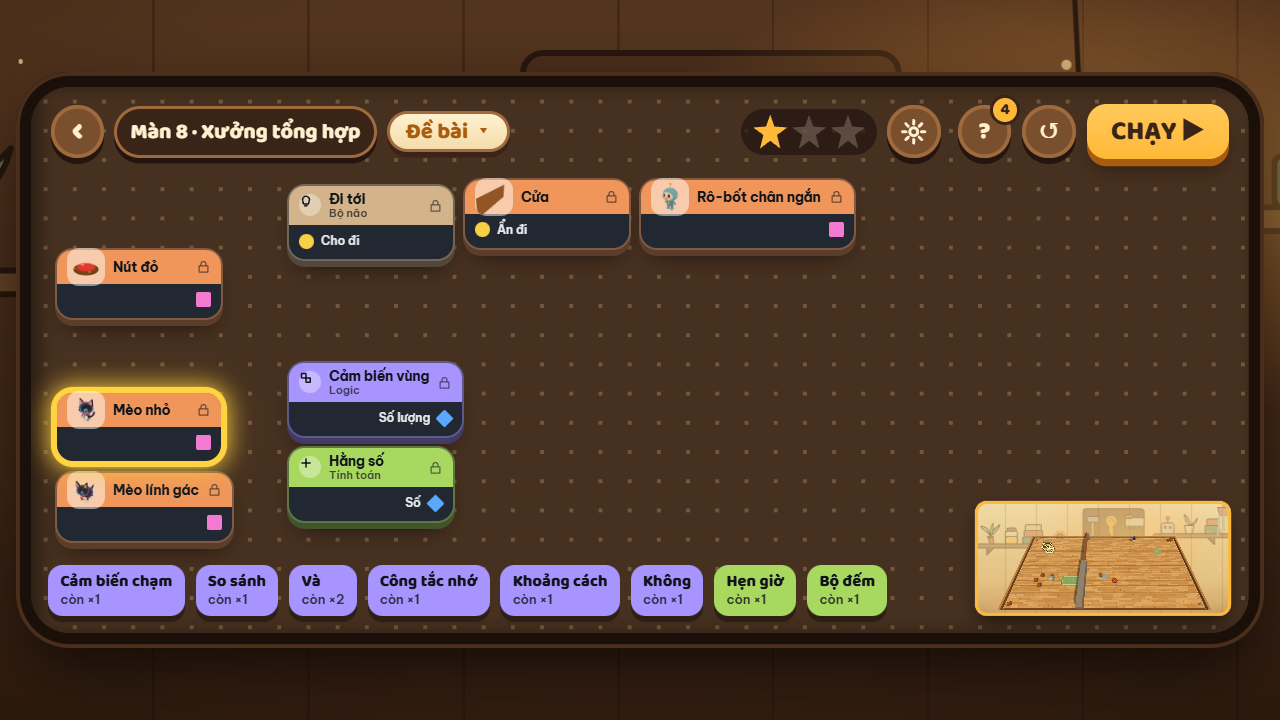 Màn 8 · Xưởng tổng hợp
Đề bài
4
?
CHẠY
Đi tới
Bộ não
Cho đi
Cửa
Ẩn đi
Rô-bốt chân ngắn
Nút đỏ
Mèo nhỏ
Mèo lính gác
Cảm biến vùng
Logic
Số lượng
Hằng số
Tính toán
Số
Cảm biến chạm
còn ×1
So sánh
còn ×1
Và
còn ×2
Công tắc nhớ
còn ×1
Khoảng cách
còn ×1
Không
còn ×1
Hẹn giờ
còn ×1
Bộ đếm
còn ×1